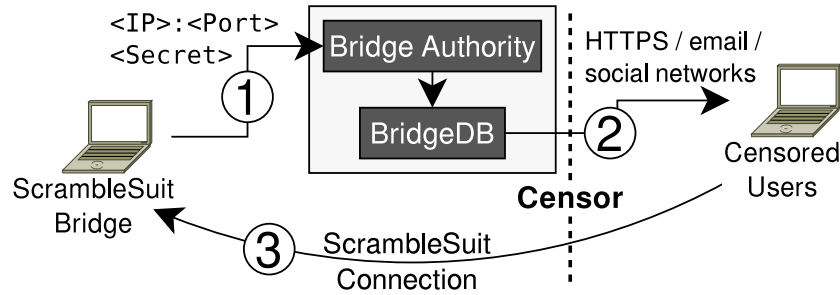 <IP>:<Port>
<Secret>
1
Bridge Authority
BridgeDB
HTTPS / email /
social networks
2
ScrambleSuit
Bridge
Censored
Users
Censor
3
ScrambleSuit
Connection